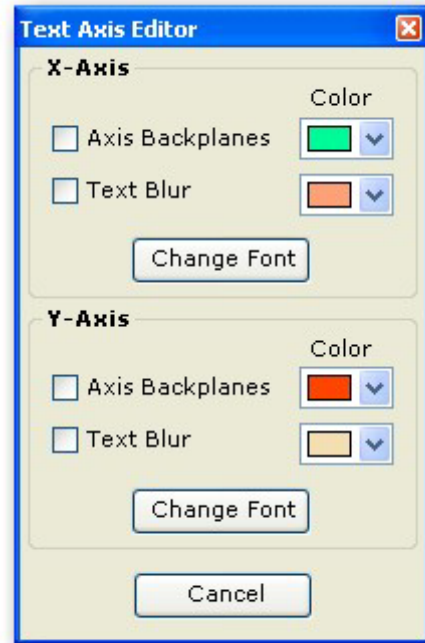 Text Axis Editor
X-Axis
Color
Axis Backplanes
Text Blur
Change Font
Y-Axis
Color
Axis Backplanes
Text Blur
Change Font
Cancel